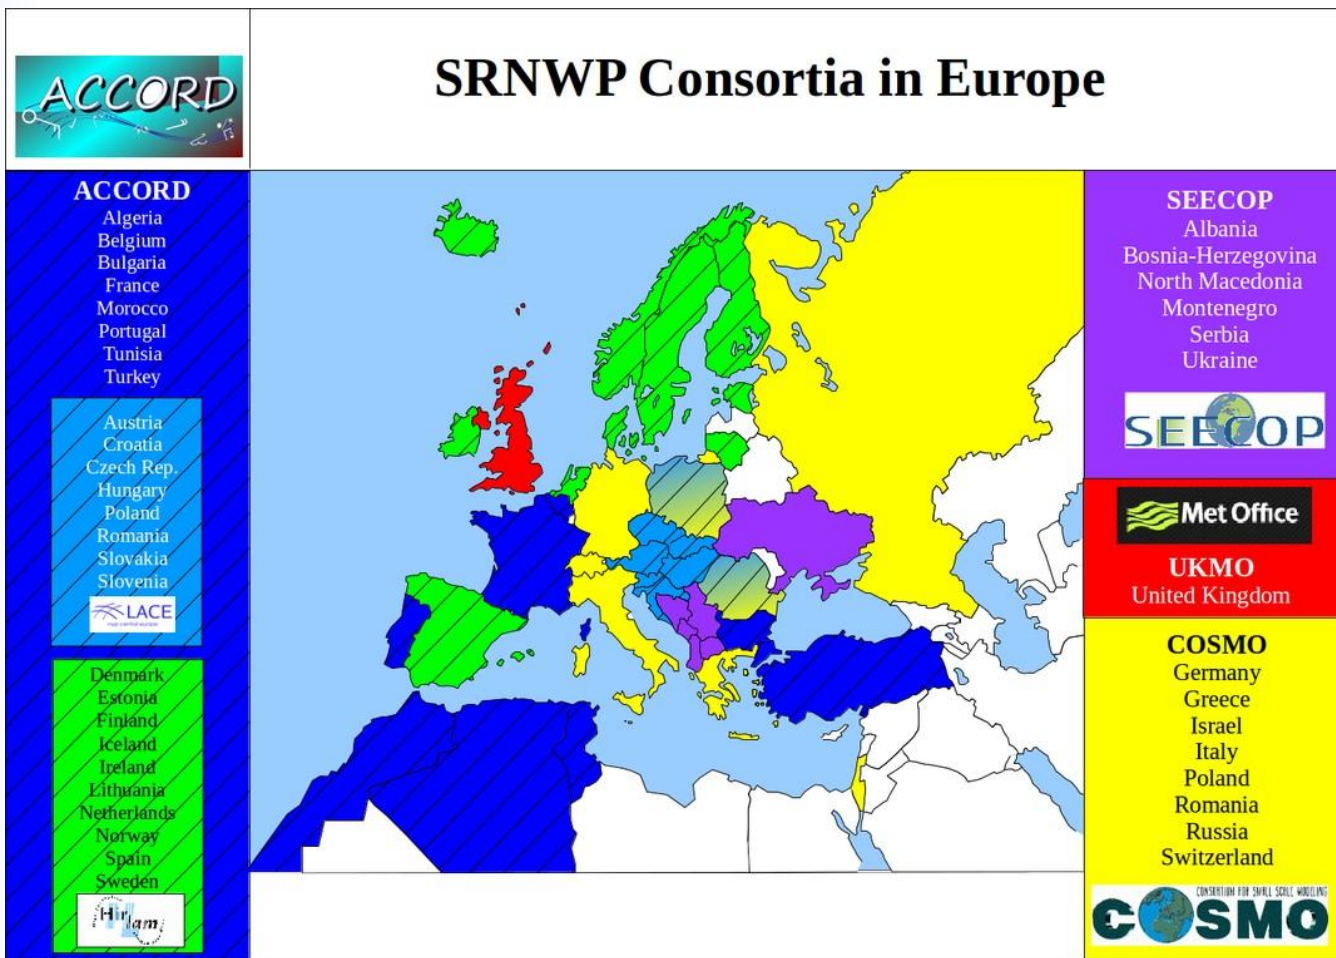 ACCORD
SRNWP Consortia in Europe
ACCORD
Algeria
Belgium
Bulgaria
France
Morocco
Portugal
Tunisia
Turkey
Austria
Croatia
Czech Rep.
Hungary
Poland
Romania
Slovakia
Slovenia
LACE
Denmark
Estonia
Finland
Iceland
Ireland
Lithuania
Netherlands
Norway
Spain
Sweden
Hirlam
SEECOP
Albania
Bosnia-Herzegovina
North Macedonia
Montenegro
Serbia
Ukraine
SEECOP
Met Office
UKMO
United Kingdom
COSMO
Germany
Greece
Israel
Italy
Poland
Romania
Russia
Switzerland
CONSORTIUM FOR SMALL SCALE MODELING
COSMO